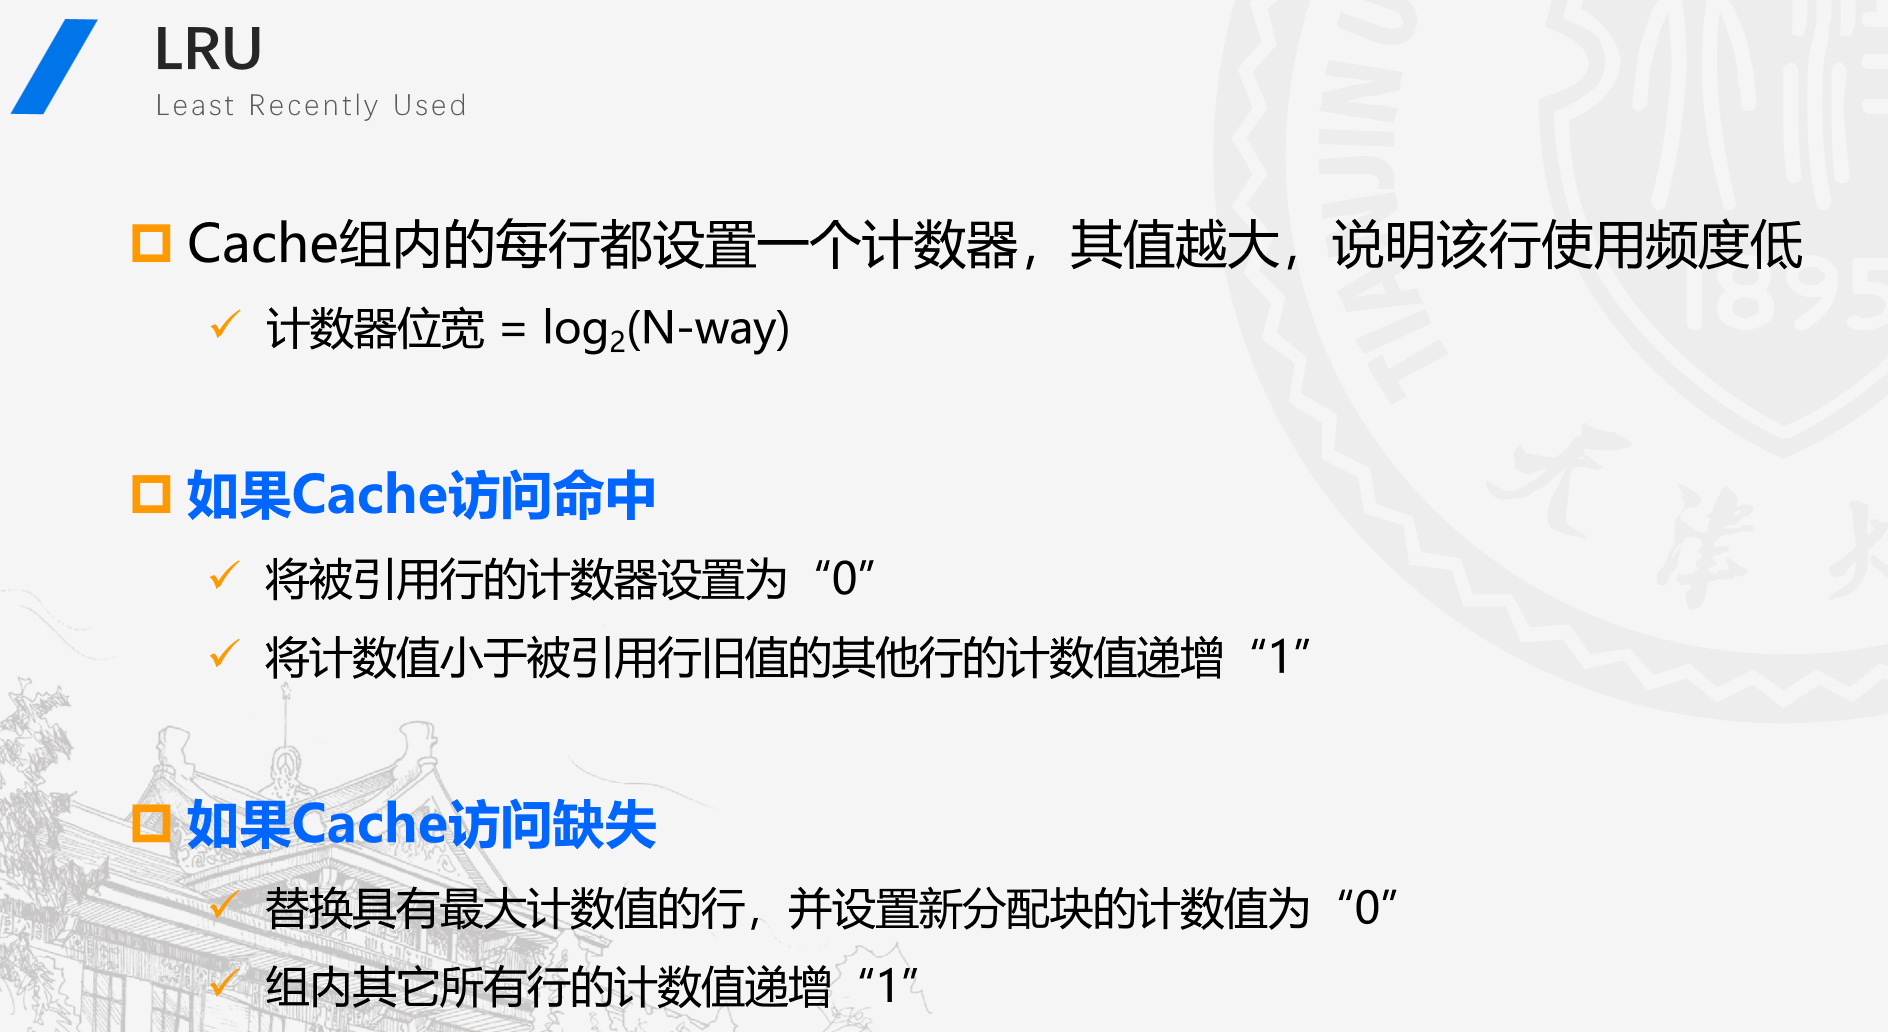 LRU
Least Recently Used
Cache组内的每行都设置一个计数器，其值越大，说明该行使用频度低
计数器位宽 = log₂(N-way)
如果Cache访问命中
将被引用行的计数器设置为“0”
将计数值小于被引用行旧值的其他行的计数值递增“1”
如果Cache访问缺失
替换具有最大计数值的行，并设置新分配块的计数值为“0”
组内其它所有行的计数值递增“1”
TIANJIN U
1895
天津大